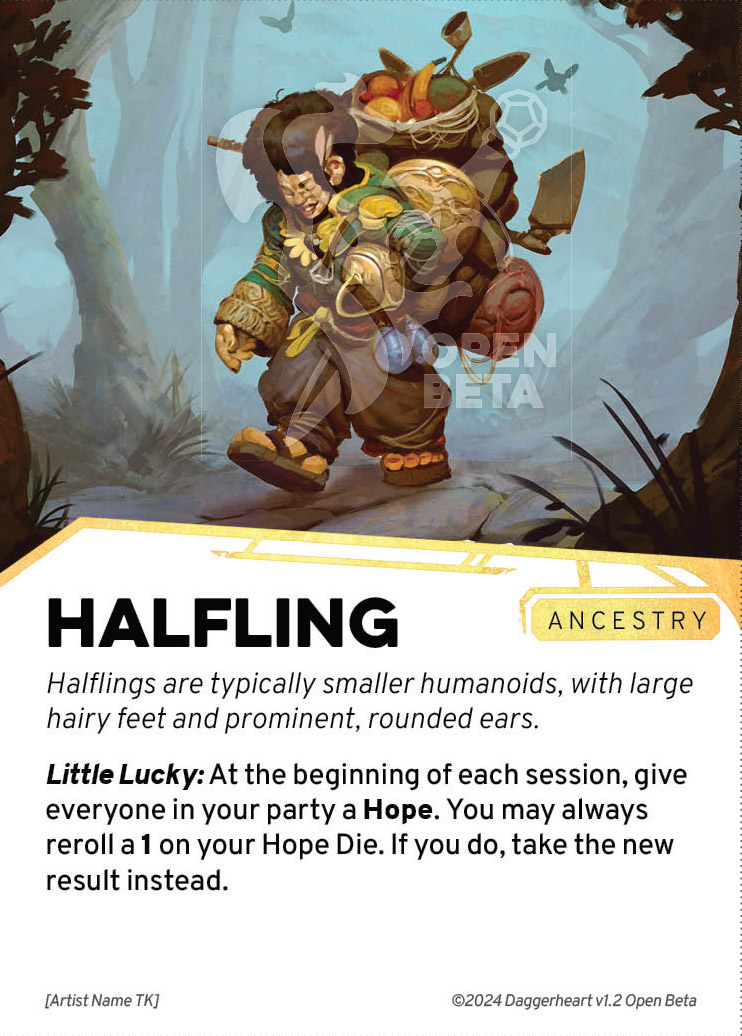 OPEN
BETA
HALFLING
ANCESTRY
Halflings are typically smaller humanoids, with large
hairy feet and prominent, rounded ears.
Little Lucky: At the beginning of each session, give
everyone in your party a Hope. You may always
reroll a 1 on your Hope Die. If you do, take the new
result instead.
[Artist Name TK]
©2024 Daggerheart v1.2 Open Beta